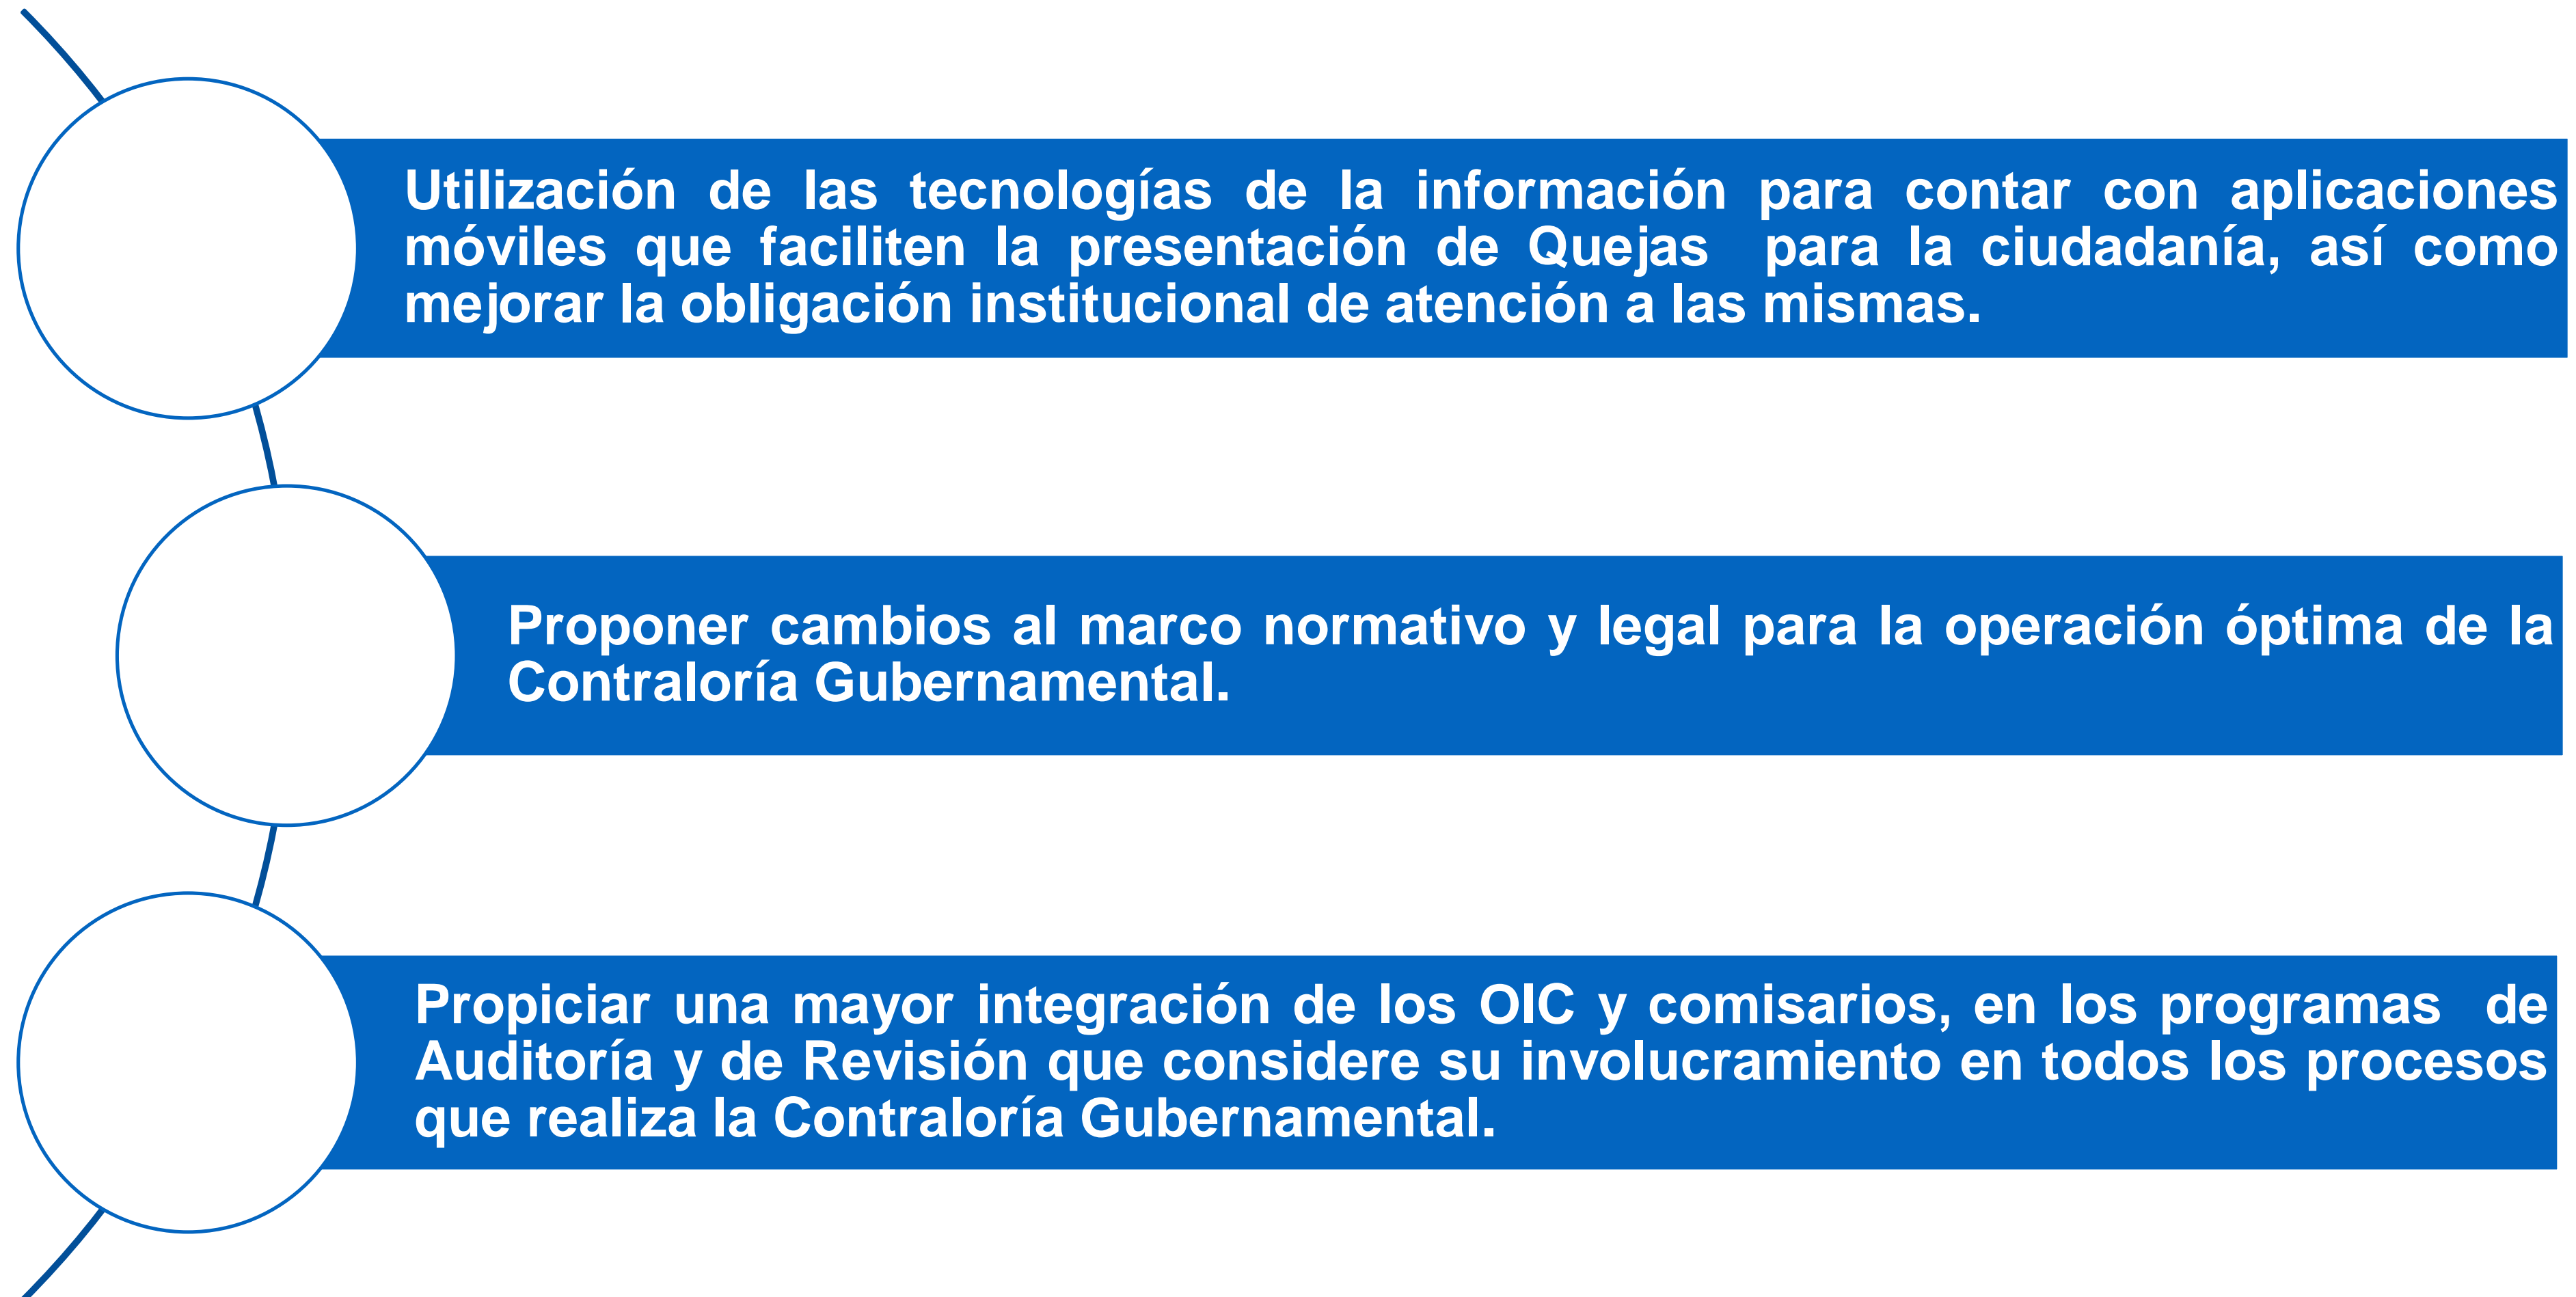 Utilización de las tecnologías de la información para contar con aplicaciones
móviles que faciliten la presentación de Quejas  para la ciudadanía, así como
mejorar la obligación institucional de atención a las mismas.
Proponer cambios al marco normativo y legal para la operación óptima de la
Contraloría Gubernamental.
Propiciar una mayor integración de los OIC y comisarios, en los programas  de
Auditoría y de Revisión que considere su involucramiento en todos los procesos
que realiza la Contraloría Gubernamental.